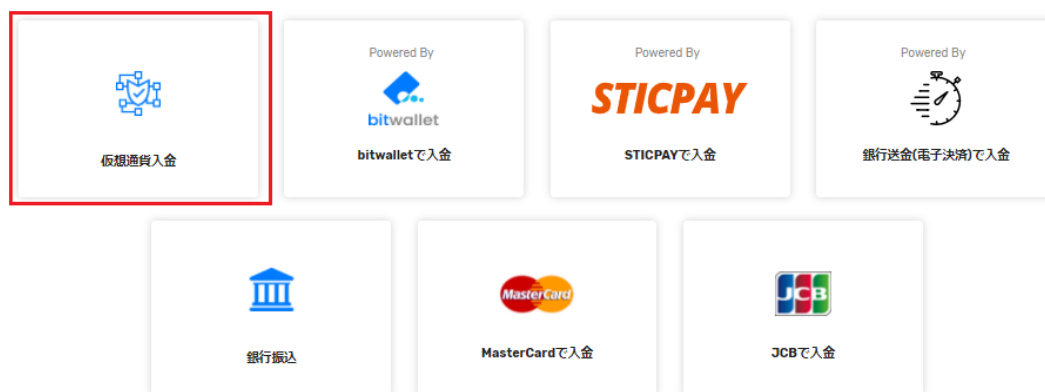 Powered By
Powered By
Powered By
bitwallet
STICPAY
仮想通貨入金
bitwalletで入金
STICPAYで入金
銀行送金(電子決済)で入金
MasterCard
JCB
銀行振込
MasterCardで入金
JCBで入金